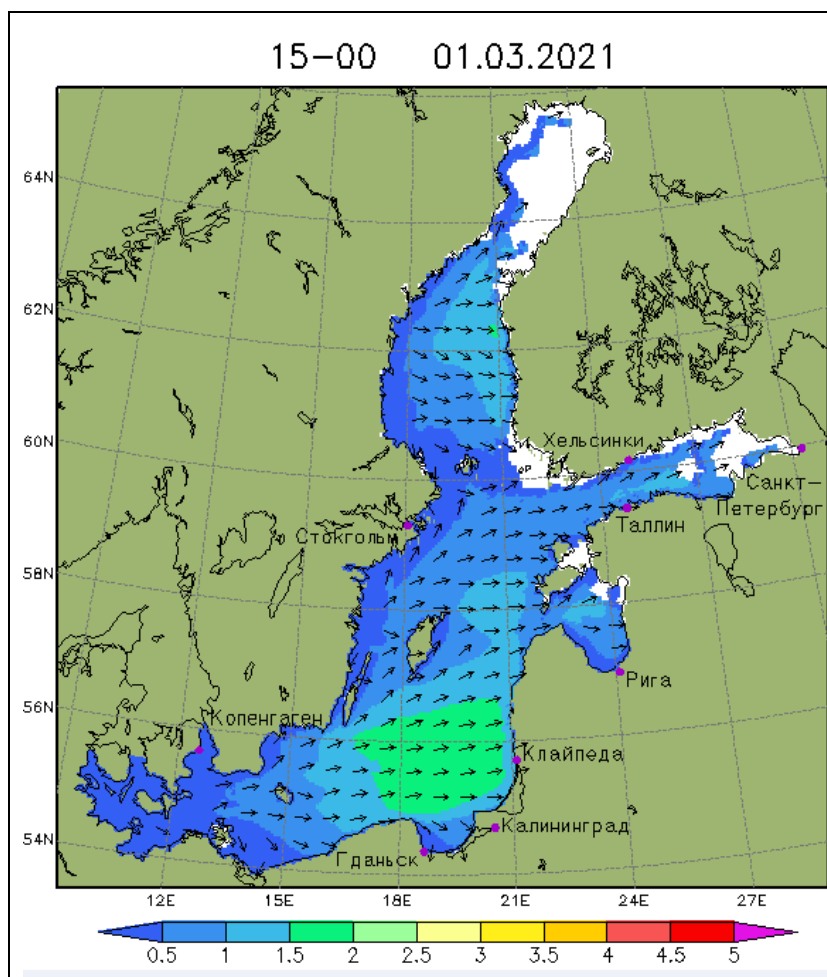 15-00 01.03.2021
64N
62N
60N
Хельсинки
Санкт-
Петербург
Стокгольм
Таллин
58N
Рига
56N
Копенгаген
Клайпеда
54N
Калининград
Гданьск
12E 15E 18E 21E 24E 27E
0.5 1 1.5 2 2.5 3 3.5 4 4.5 5